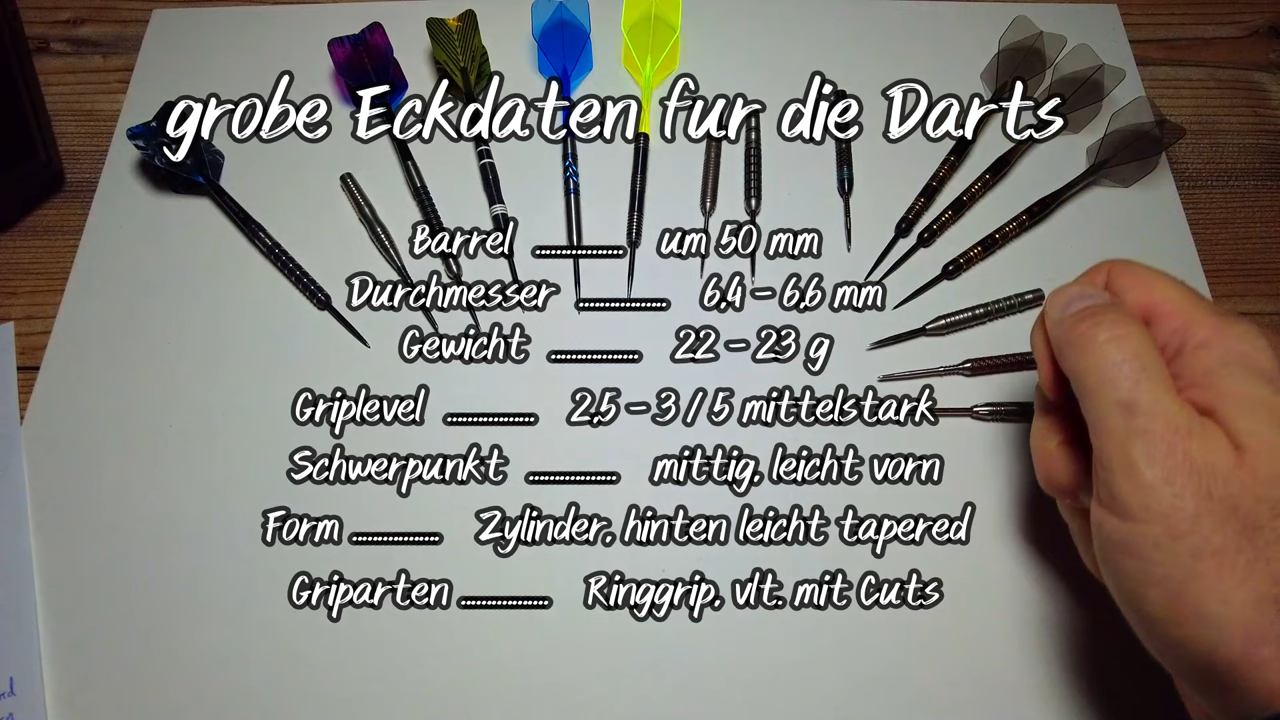 grobe Eckdaten fur die Darts
Barrel ................ um 50 mm
Durchmesser ................ 6,4 - 6,6 mm
Gewicht ................ 22 - 23 g
Griplevel ................ 2,5 - 3 / 5 mittelstark
Schwerpunkt ................ mittig, leicht vorn
Form ................ Zylinder, hinten leicht tapered
Griparten ................ Ringgrip, vlt. mit Cuts